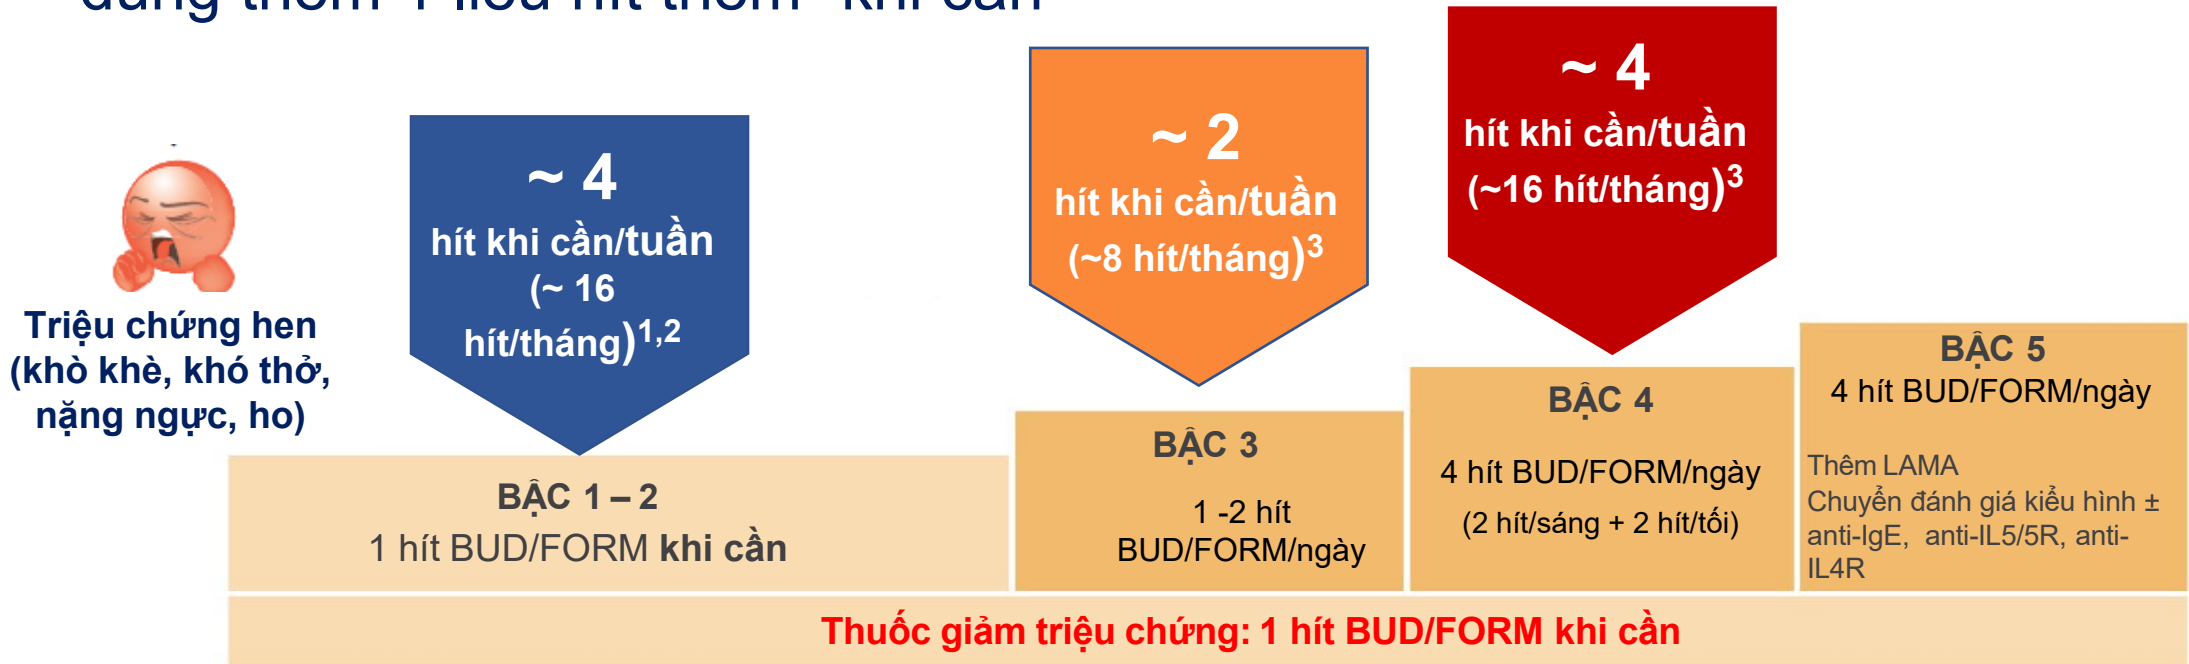 ~ 4
hít khi cần/tuần
(~ 16
hít/tháng)1,2
~ 2
hít khi cần/tuần
(~8 hít/tháng)3
~ 4
hít khi cần/tuần
(~16 hít/tháng)3
Triệu chứng hen
(khò khè, khó thở,
nặng ngực, ho)
BẬC 1 – 2
1 hít BUD/FORM khi cần
BẬC 3
1 -2 hít
BUD/FORM/ngày
BẬC 4
4 hít BUD/FORM/ngày
(2 hít/sáng + 2 hít/tối)
BẬC 5
4 hít BUD/FORM/ngày
Thêm LAMA
Chuyển đánh giá kiểu hình ±
anti-IgE, anti-IL5/5R, anti-
IL4R
Thuốc giảm triệu chứng: 1 hít BUD/FORM khi cần